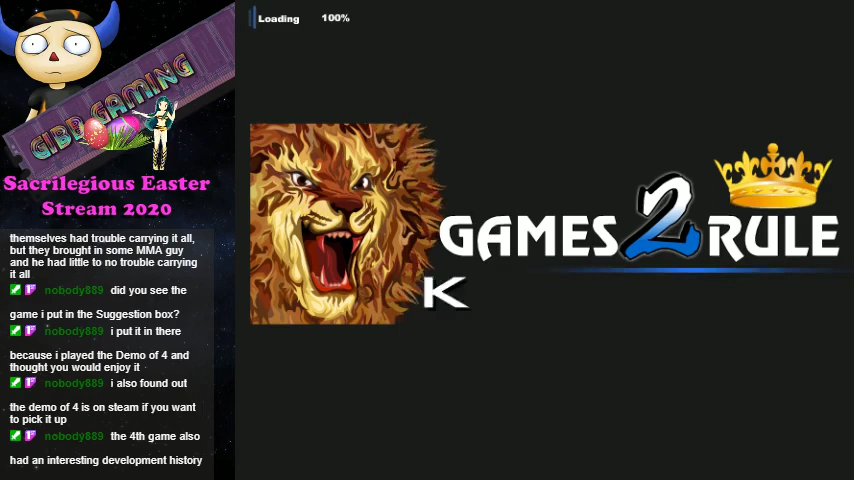 Loading 100%
GIBB GAMING
Sacrilegious Easter
Stream 2020
themselves had trouble carrying it all,
but they brought in some MMA guy
and he had little to no trouble carrying
it all
nobody889 did you see the
game i put in the Suggestion box?
nobody889 i put it in there
because i played the Demo of 4 and
thought you would enjoy it
nobody889 i also found out
the demo of 4 is on steam if you want
to pick it up
nobody889 the 4th game also
had an interesting development history
GAMES 2 RULE
K